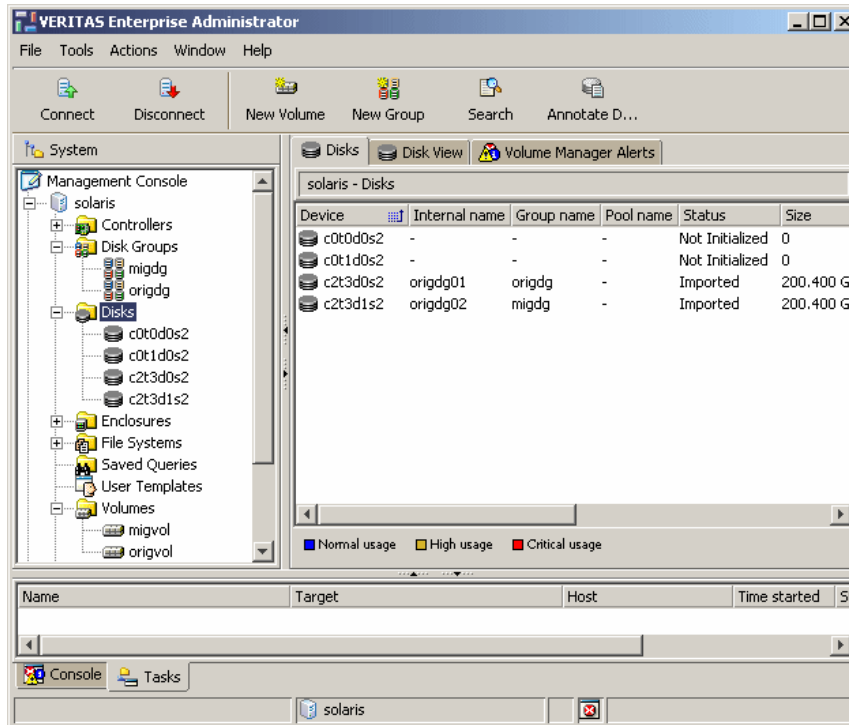 VERITAS Enterprise Administrator
File Tools Actions Window Help
Connect Disconnect New Volume New Group Search Annotate D...
System
Management Console
solaris
Controllers
Disk Groups
migdg
origdg
Disks
c0t0d0s2
c0t1d0s2
c2t3d0s2
c2t3d1s2
Enclosures
File Systems
Saved Queries
User Templates
Volumes
migvol
origvol
Disks Disk View Volume Manager Alerts
solaris - Disks
Device Internal name Group name Pool name Status Size
c0t0d0s2 - - - Not Initialized 0
c0t1d0s2 - - - Not Initialized 0
c2t3d0s2 origdg01 origdg - Imported 200.400 G
c2t3d1s2 origdg02 migdg - Imported 200.400 G
Normal usage High usage Critical usage
Name Target Host Time started S
Console Tasks
solaris